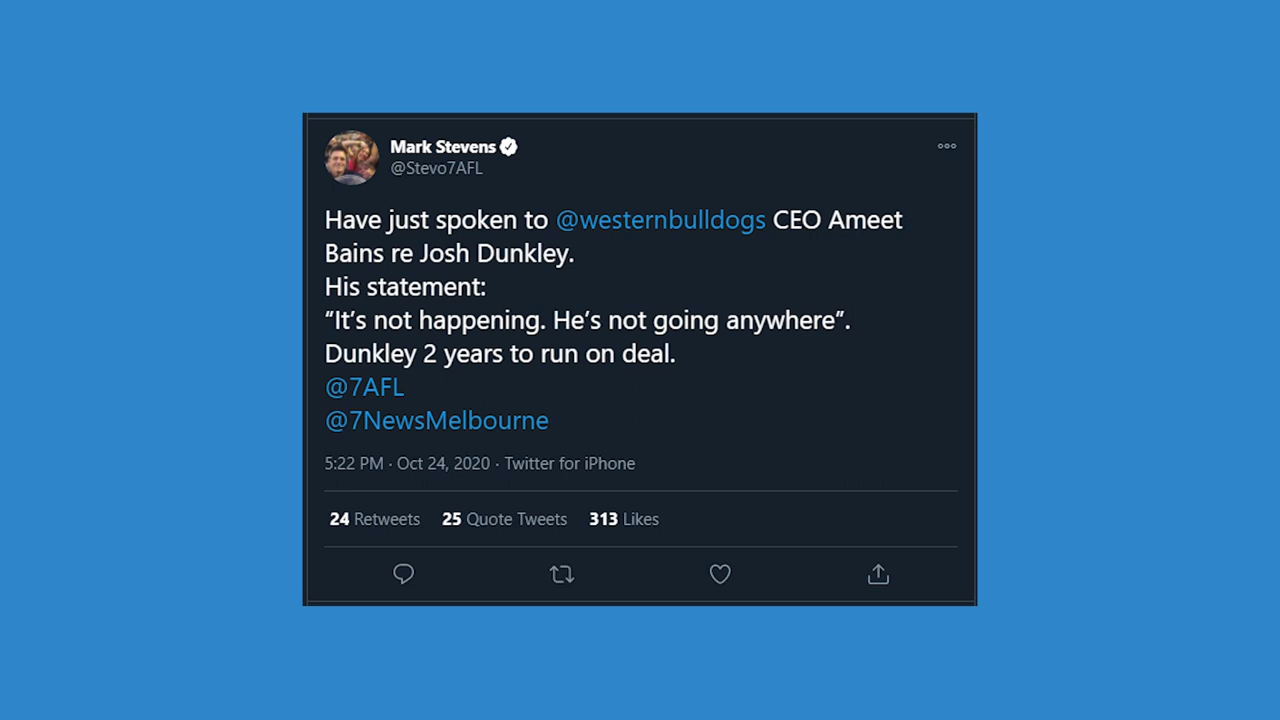 Mark Stevens
@Stevo7AFL
Have just spoken to @westernbulldogs CEO Ameet
Bains re Josh Dunkley.
His statement:
“It’s not happening. He’s not going anywhere”.
Dunkley 2 years to run on deal.
@7AFL
@7NewsMelbourne
5:22 PM · Oct 24, 2020 · Twitter for iPhone
24 Retweets 25 Quote Tweets 313 Likes